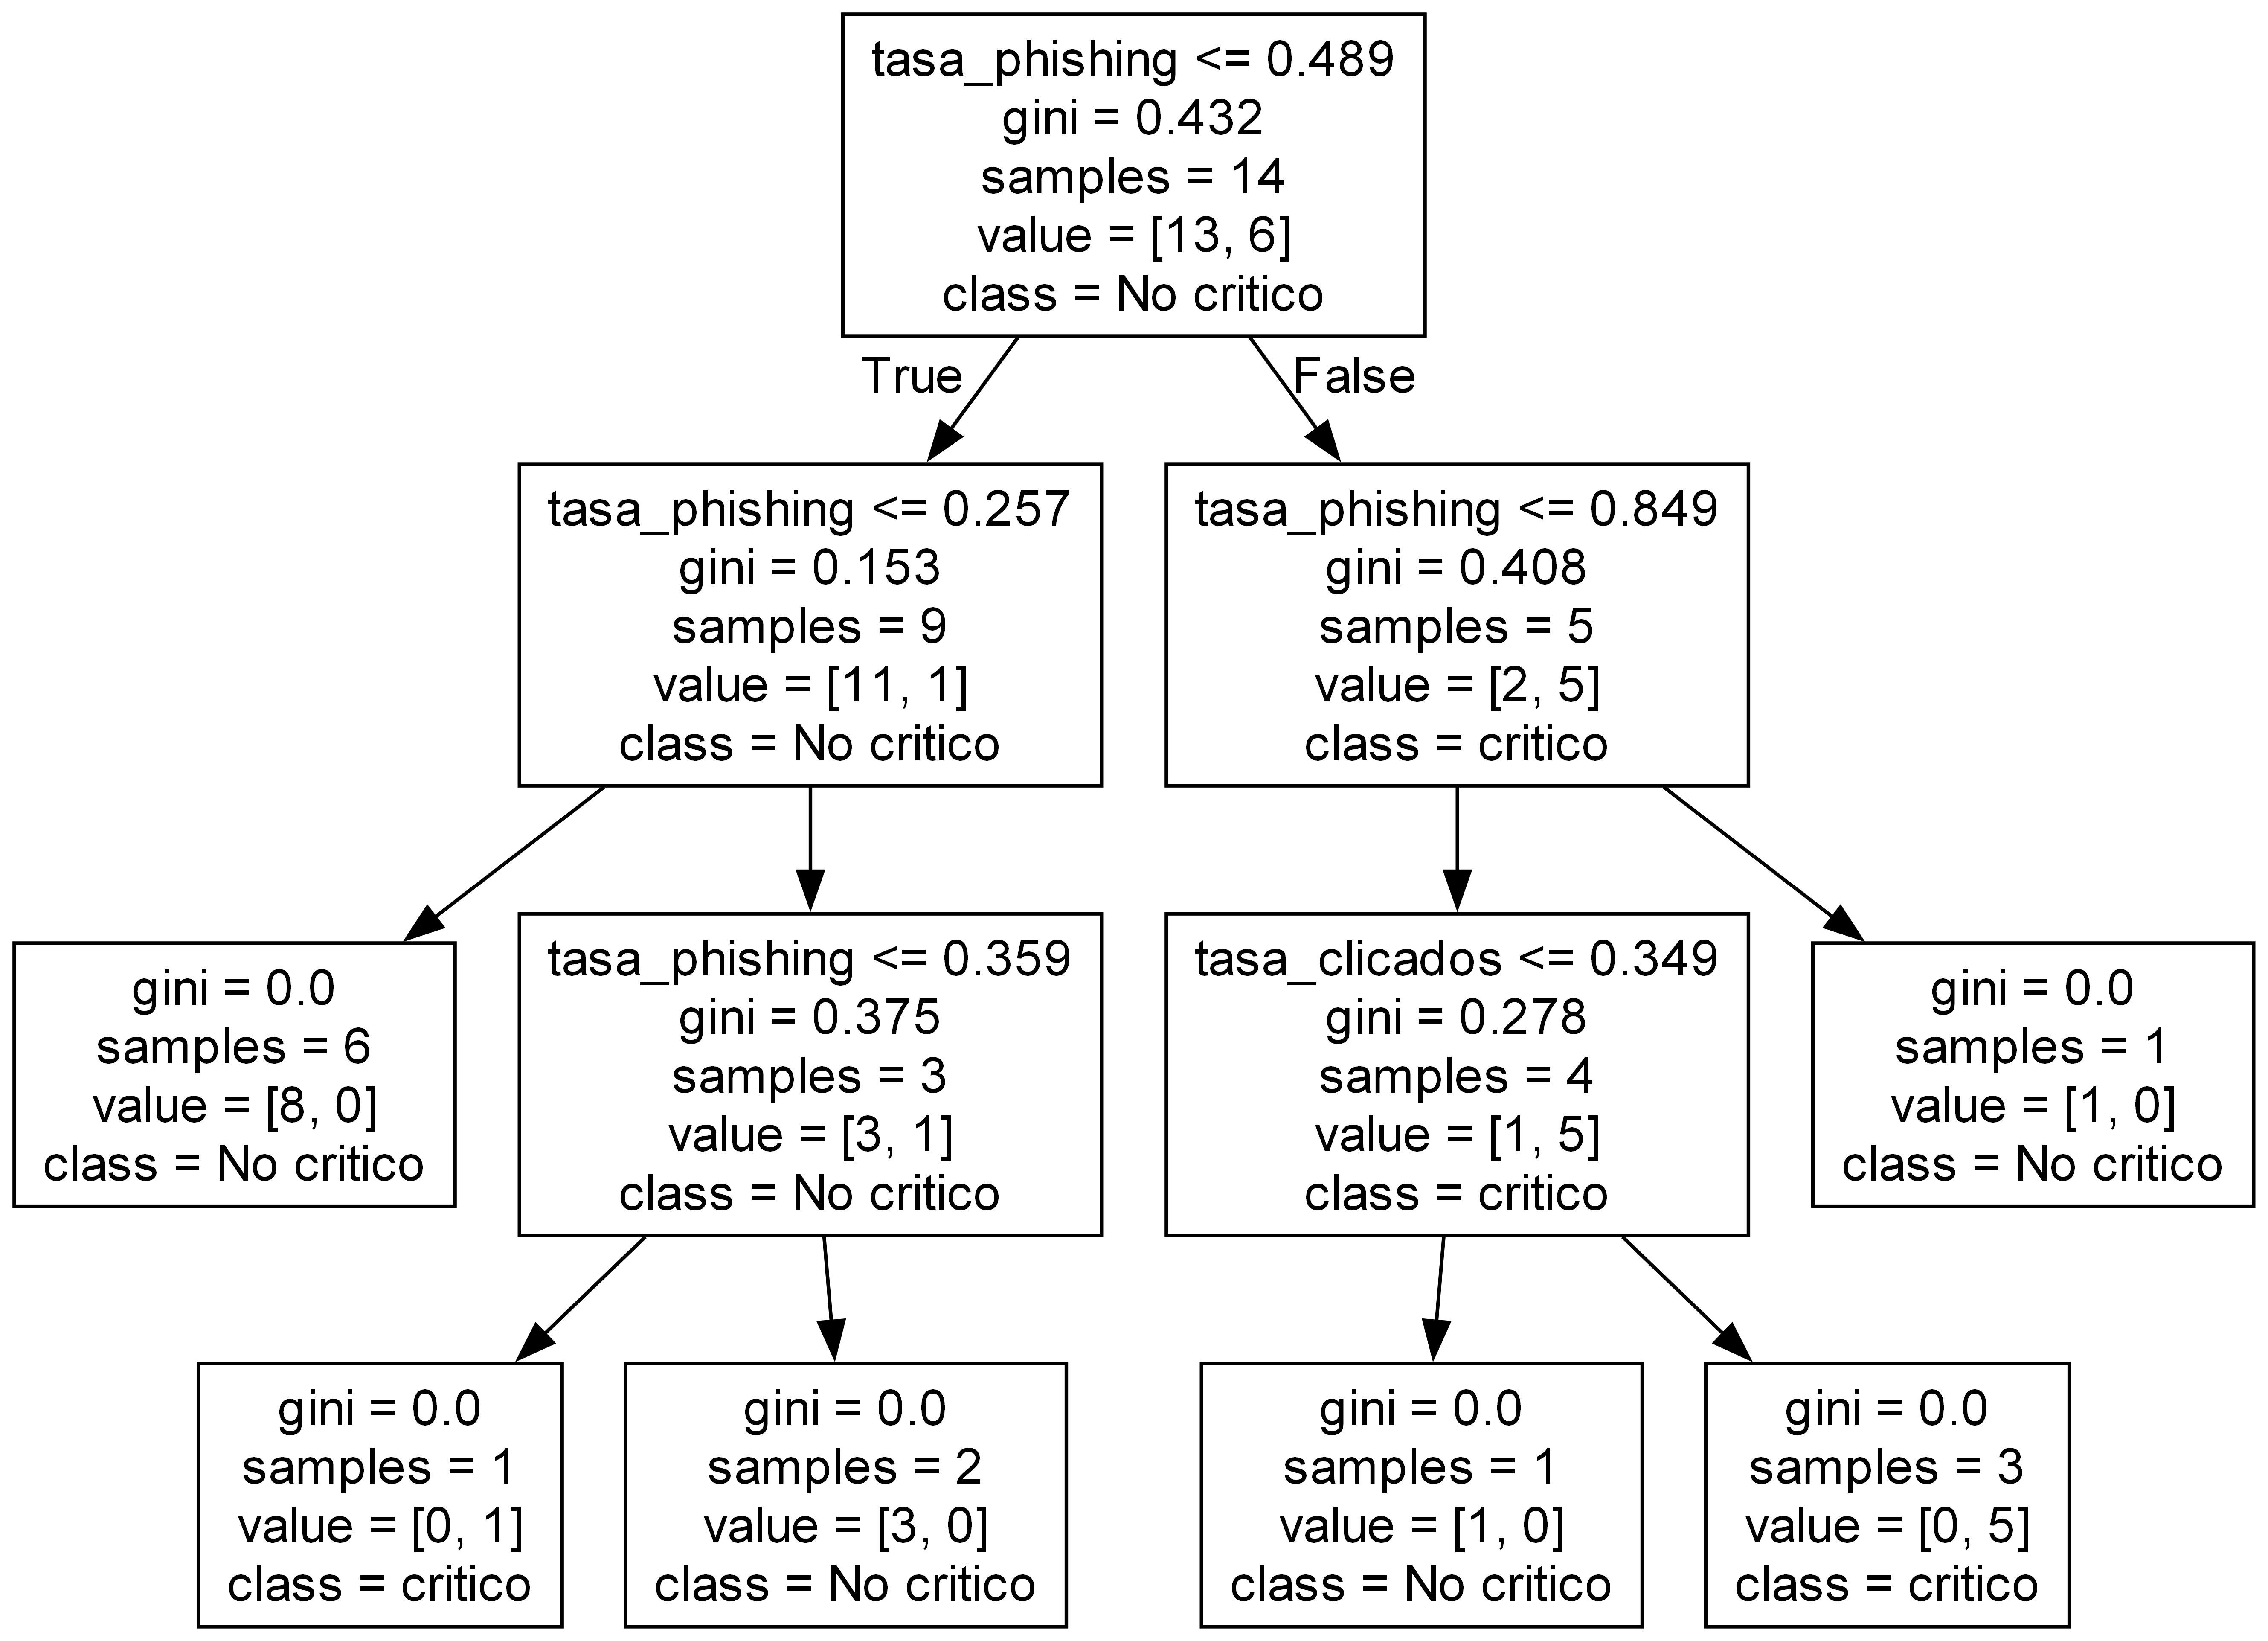 tasa_phishing <= 0.489
gini = 0.432
samples = 14
value = [13, 6]
class = No critico
True
False
tasa_phishing <= 0.257
gini = 0.153
samples = 9
value = [11, 1]
class = No critico
tasa_phishing <= 0.849
gini = 0.408
samples = 5
value = [2, 5]
class = critico
gini = 0.0
samples = 6
value = [8, 0]
class = No critico
tasa_phishing <= 0.359
gini = 0.375
samples = 3
value = [3, 1]
class = No critico
tasa_clicados <= 0.349
gini = 0.278
samples = 4
value = [1, 5]
class = critico
gini = 0.0
samples = 1
value = [1, 0]
class = No critico
gini = 0.0
samples = 1
value = [0, 1]
class = critico
gini = 0.0
samples = 2
value = [3, 0]
class = No critico
gini = 0.0
samples = 1
value = [1, 0]
class = No critico
gini = 0.0
samples = 3
value = [0, 5]
class = critico